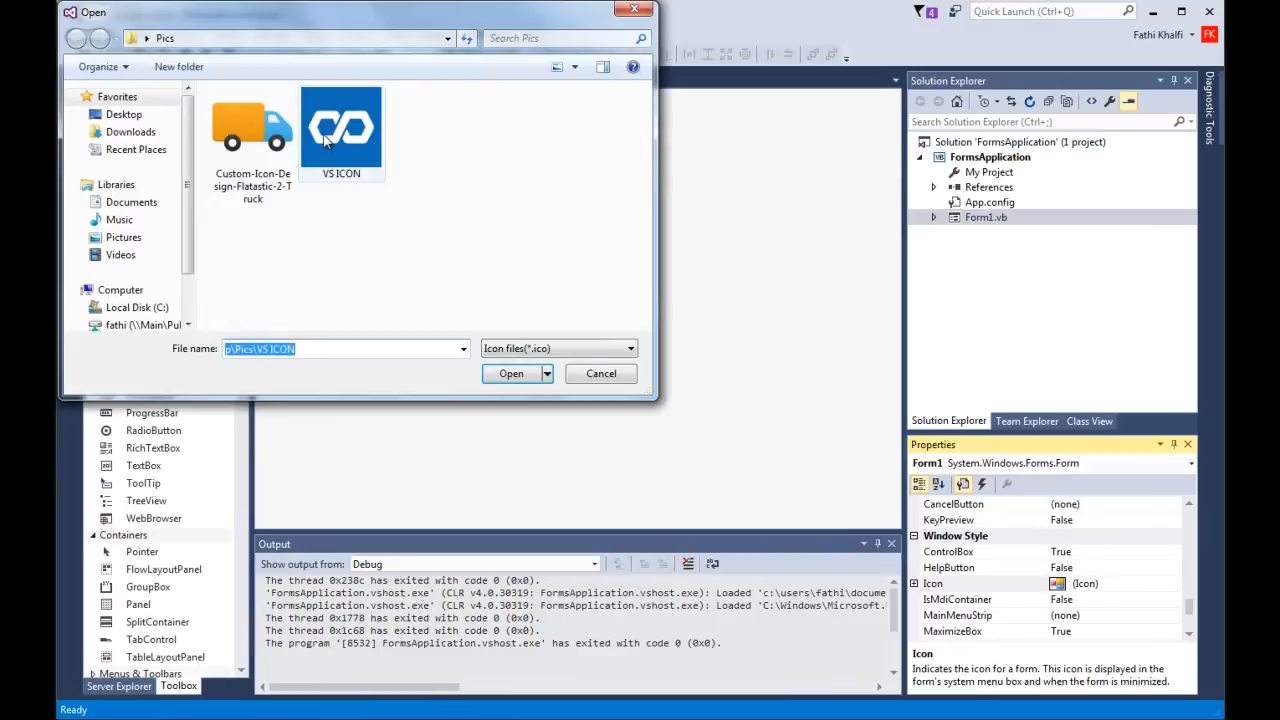 Open
4
Quick Launch (Ctrl+;)
Pics
Search Pics
Fathi Khalfi
FK
Organize
New folder
Favorites
Desktop
Downloads
Recent Places
Libraries
Documents
Music
Pictures
Videos
Computer
Local Disk (C:)
fathi (\\Main\Pul
Custom-Icon-De
sign-Flatastic-2-T
ruck
VS ICON
File name:
p\Pics\VS ICON
Icon files(*.ico)
Open
Cancel
Solution Explorer
Search Solution Explorer (Ctrl+;)
Solution 'FormsApplication' (1 project)
VB FormsApplication
My Project
References
App.config
Form1.vb
Diagnostic Tools
Solution Explorer
Team Explorer
Class View
Properties
Form1 System.Windows.Forms.Form
CancelButton (none)
KeyPreview False
Window Style
ControlBox True
HelpButton False
Icon (Icon)
IsMdiContainer False
MainMenuStrip (none)
MaximizeBox True
Icon
Indicates the icon for a form. This icon is displayed in the
form's system menu box and when the form is minimized.
ProgressBar
RadioButton
RichTextBox
TextBox
ToolTip
TreeView
WebBrowser
Containers
Pointer
FlowLayoutPanel
GroupBox
Panel
SplitContainer
TabControl
TableLayoutPanel
Menus & Toolbars
Server Explorer
Toolbox
Output
Show output from: Debug
The thread 0x238c has exited with code 0 (0x0).
'FormsApplication.vshost.exe' (CLR v4.0.30319: FormsApplication.vshost.exe): Loaded 'c:\users\fathi\docume
'FormsApplication.vshost.exe' (CLR v4.0.30319: FormsApplication.vshost.exe): Loaded 'C:\Windows\Microsoft.
The thread 0x1778 has exited with code 0 (0x0).
The thread 0x1c68 has exited with code 0 (0x0).
The program '[8532] FormsApplication.vshost.exe' has exited with code 0 (0x0).
Ready